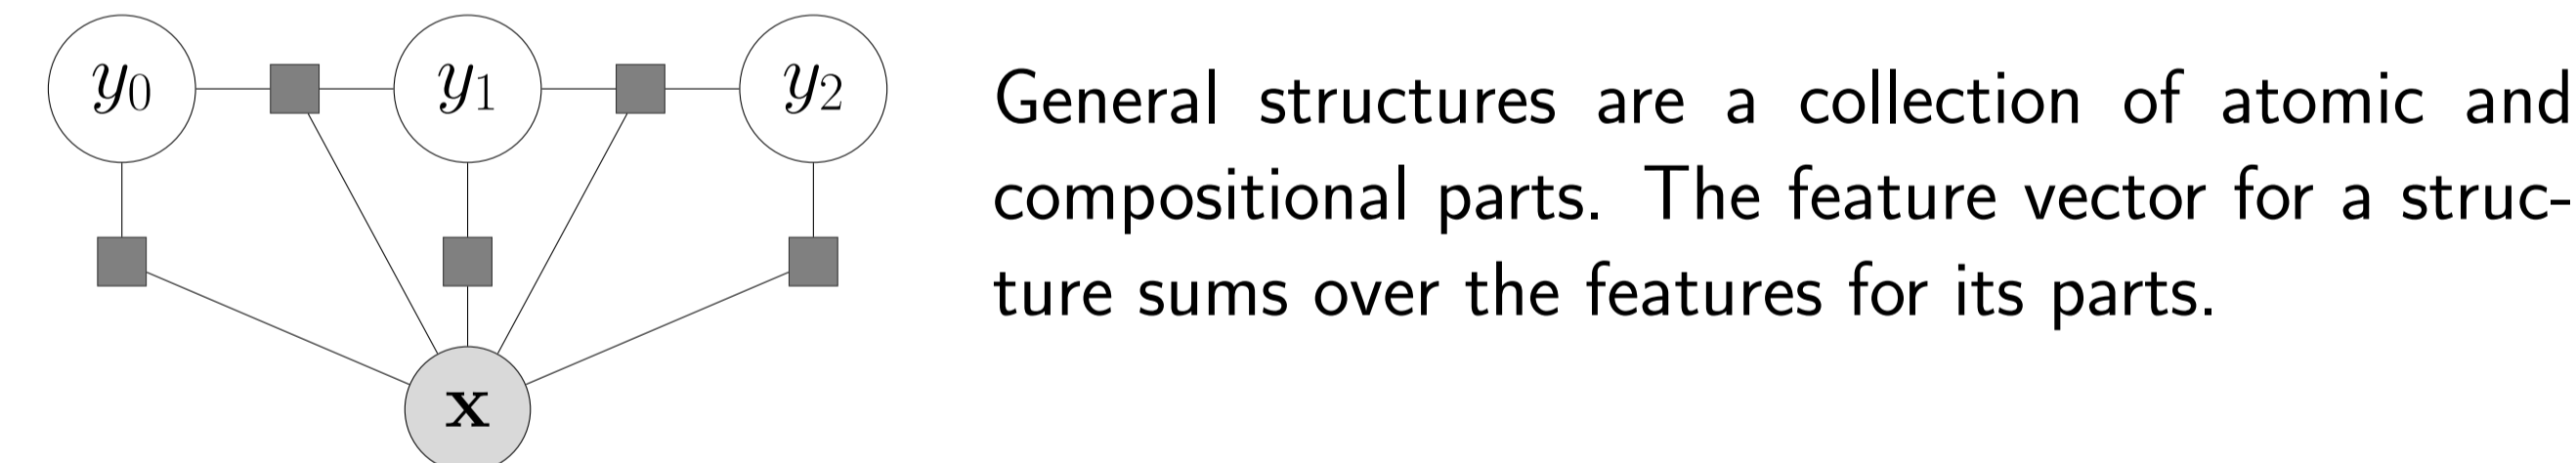 y₀ y₁ y₂
General structures are a collection of atomic and
compositional parts. The feature vector for a struc-
ture sums over the features for its parts.
x